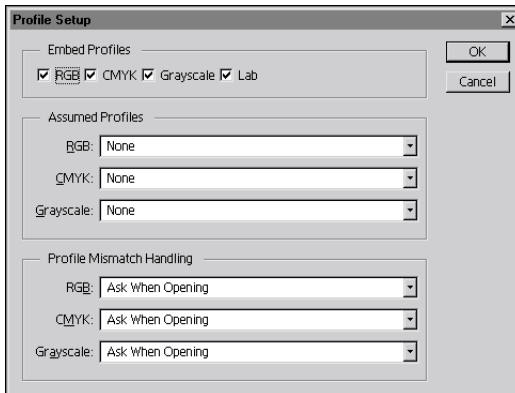 Profile Setup
Embed Profiles
RGB CMYK Grayscale Lab
OK
Cancel
Assumed Profiles
RGB: None
CMYK: None
Grayscale: None
Profile Mismatch Handling
RGB: Ask When Opening
CMYK: Ask When Opening
Grayscale: Ask When Opening